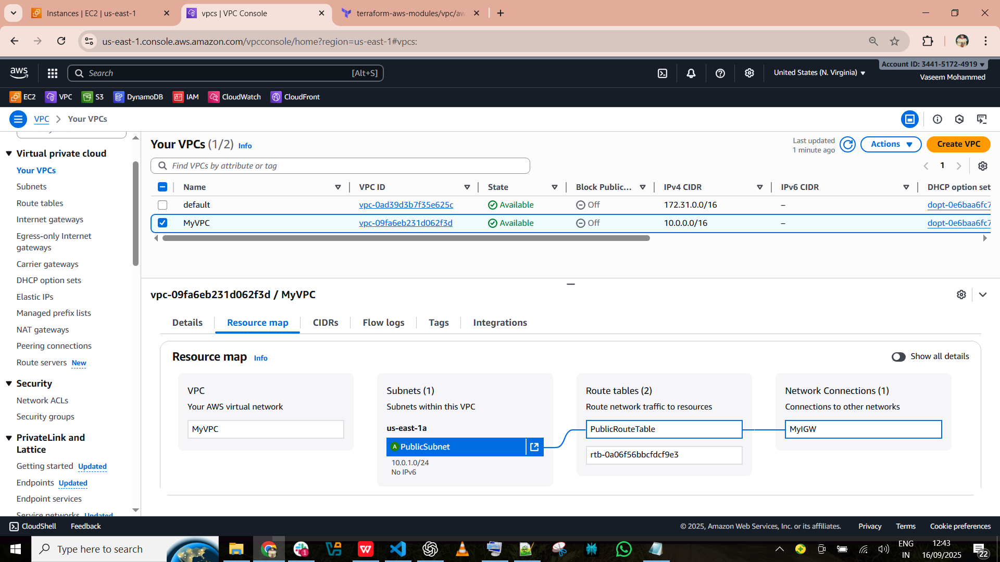 Instances | EC2 | us-east-1
vpcs | VPC Console
terraform-aws-modules/vpc/aw
us-east-1.console.aws.amazon.com/vpcconsole/home?region=us-east-1#vpcs:
aws
Search
[Alt+S]
United States (N. Virginia)
Account ID: 3441-5172-4919
Vaseem Mohammed
EC2
VPC
S3
DynamoDB
IAM
CloudWatch
CloudFront
VPC
Your VPCs
Virtual private cloud
Your VPCs
Subnets
Route tables
Internet gateways
Egress-only Internet
gateways
Carrier gateways
DHCP option sets
Elastic IPs
Managed prefix lists
NAT gateways
Peering connections
Route servers New
Security
Network ACLs
Security groups
PrivateLink and
Lattice
Getting started Updated
Endpoints Updated
Endpoint services
Service networks Updated
Your VPCs (1/2) Info
Last updated
1 minute ago
Actions
Create VPC
Find VPCs by attribute or tag
1
Name
VPC ID
State
Block Public...
IPv4 CIDR
IPv6 CIDR
DHCP option set
default
vpc-0ad39d3b7f35e625c
Available
Off
172.31.0.0/16
–
dopt-0e6baa6fc7
MyVPC
vpc-09fa6eb231d062f3d
Available
Off
10.0.0.0/16
–
dopt-0e6baa6fc7
vpc-09fa6eb231d062f3d / MyVPC
Details
Resource map
CIDRs
Flow logs
Tags
Integrations
Resource map Info
Show all details
VPC
Your AWS virtual network
MyVPC
Subnets (1)
Subnets within this VPC
us-east-1a
A PublicSubnet
10.0.1.0/24
No IPv6
Route tables (2)
Route network traffic to resources
PublicRouteTable
rtb-0a06f56bbcfdcf9e3
Network Connections (1)
Connections to other networks
MyIGW
CloudShell
Feedback
© 2025, Amazon Web Services, Inc. or its affiliates.
Privacy
Terms
Cookie preferences
Type here to search
1
ENG
IN
12:43
16/09/2025
22